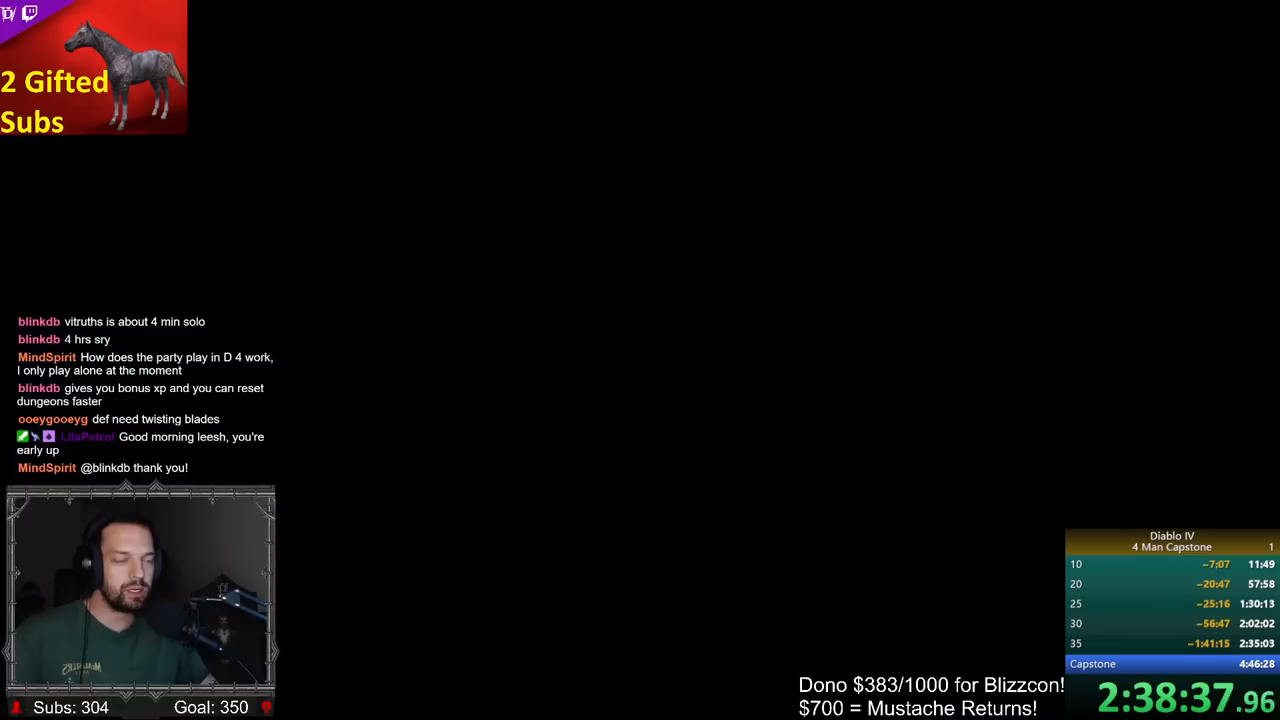 2 Gifted
Subs
blinkdb vitruths is about 4 min solo
blinkdb 4 hrs sry
MindSpirit How does the party play in D 4 work,
I only play alone at the moment
blinkdb gives you bonus xp and you can reset
dungeons faster
ooeygooeyg def need twisting blades
LilaPetrol Good morning leesh, you're
early up
MindSpirit @blinkdb thank you!
Subs: 304 Goal: 350
Diablo IV
4 Man Capstone 1
10 −7:07 11:49
20 −20:47 57:58
25 −25:16 1:30:13
30 −56:47 2:02:02
35 −1:41:15 2:35:03
Capstone 4:46:28
2:38:37.96
Dono $383/1000 for Blizzcon!
$700 = Mustache Returns!